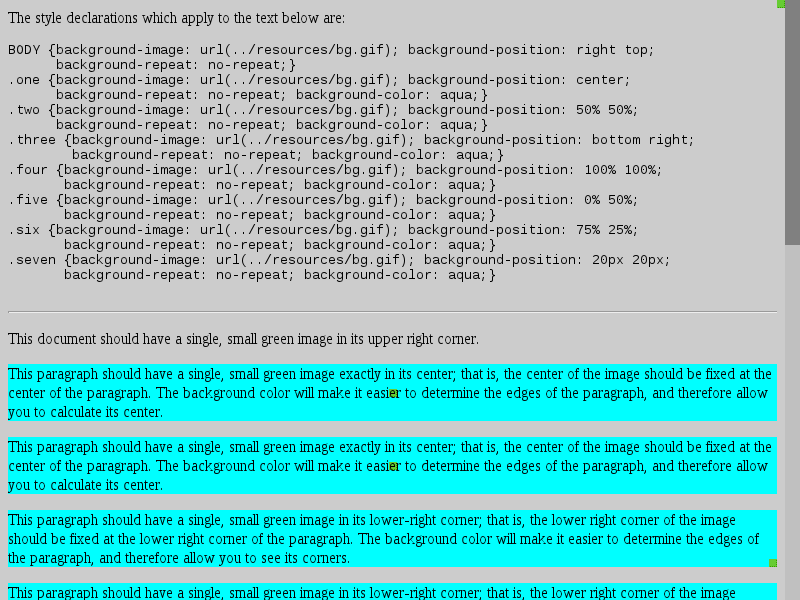 The style declarations which apply to the text below are:
BODY {background-image: url(../resources/bg.gif); background-position: right top;
background-repeat: no-repeat;}
.one {background-image: url(../resources/bg.gif); background-position: center;
background-repeat: no-repeat; background-color: aqua;}
.two {background-image: url(../resources/bg.gif); background-position: 50% 50%;
background-repeat: no-repeat; background-color: aqua;}
.three {background-image: url(../resources/bg.gif); background-position: bottom right;
background-repeat: no-repeat; background-color: aqua;}
.four {background-image: url(../resources/bg.gif); background-position: 100% 100%;
background-repeat: no-repeat; background-color: aqua;}
.five {background-image: url(../resources/bg.gif); background-position: 0% 50%;
background-repeat: no-repeat; background-color: aqua;}
.six {background-image: url(../resources/bg.gif); background-position: 75% 25%;
background-repeat: no-repeat; background-color: aqua;}
.seven {background-image: url(../resources/bg.gif); background-position: 20px 20px;
background-repeat: no-repeat; background-color: aqua;}
This document should have a single, small green image in its upper right corner.
This paragraph should have a single, small green image exactly in its center; that is, the center of the image should be fixed at the
center of the paragraph. The background color will make it easier to determine the edges of the paragraph, and therefore allow
you to calculate its center.
This paragraph should have a single, small green image exactly in its center; that is, the center of the image should be fixed at the
center of the paragraph. The background color will make it easier to determine the edges of the paragraph, and therefore allow
you to calculate its center.
This paragraph should have a single, small green image in its lower-right corner; that is, the lower right corner of the image
should be fixed at the lower right corner of the paragraph. The background color will make it easier to determine the edges of
the paragraph, and therefore allow you to see its corners.
This paragraph should have a single, small green image in its lower-right corner; that is, the lower right corner of the image